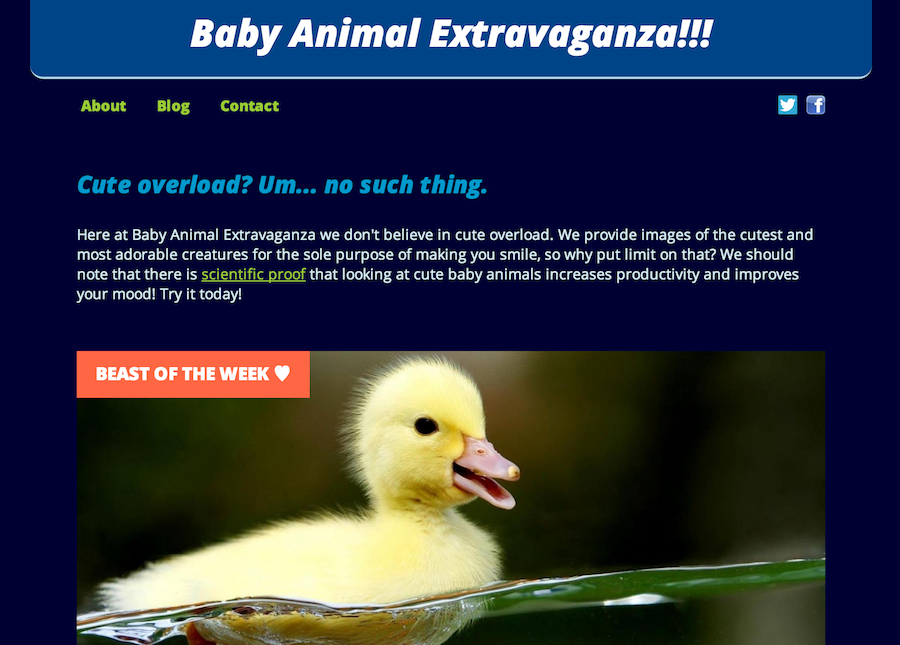 Baby Animal Extravaganza!!!
About Blog Contact
Cute overload? Um... no such thing.
Here at Baby Animal Extravaganza we don't believe in cute overload. We provide images of the cutest and
most adorable creatures for the sole purpose of making you smile, so why put limit on that? We should
note that there is scientific proof that looking at cute baby animals increases productivity and improves
your mood! Try it today!
BEAST OF THE WEEK ♥